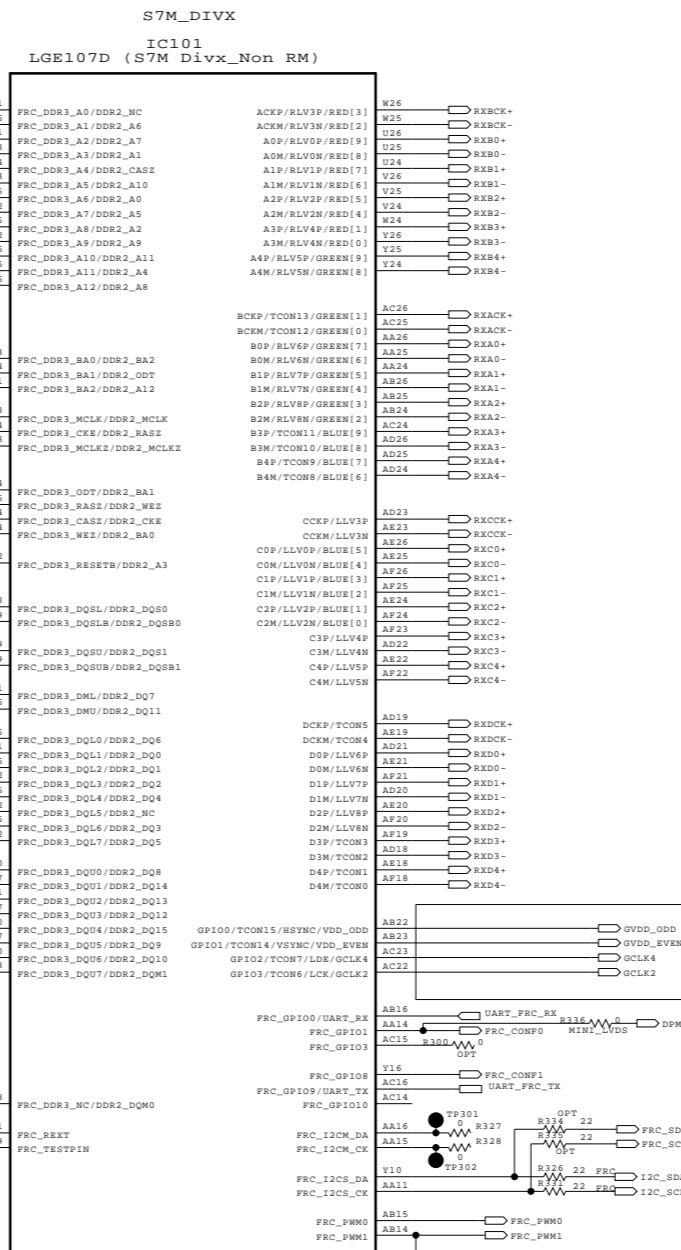 S7M_DIVX
IC101
LGE107D (S7M Divx_Non RM)
FRC_DDR3_A0/DDR2_NC ACKP/RLV3P/RED[3] W26 RXBCK+
FRC_DDR3_A1/DDR2_A6 ACKM/RLV3N/RED[2] W25 RXBCK-
FRC_DDR3_A2/DDR2_A7 A0P/RLV0P/RED[9] U26 RXB0+
FRC_DDR3_A3/DDR2_A1 A0M/RLV0N/RED[8] U25 RXB0-
FRC_DDR3_A4/DDR2_CASZ A1P/RLV1P/RED[7] U24 RXB1+
FRC_DDR3_A5/DDR2_A10 A1M/RLV1N/RED[6] V26 RXB1-
FRC_DDR3_A6/DDR2_A0 A2P/RLV2P/RED[5] V25 RXB2+
FRC_DDR3_A7/DDR2_A5 A2M/RLV2N/RED[4] V24 RXB2-
FRC_DDR3_A8/DDR2_A2 A3P/RLV4P/RED[1] W24 RXB3+
FRC_DDR3_A9/DDR2_A9 A3M/RLV4N/RED[0] Y26 RXB3-
FRC_DDR3_A10/DDR2_A11 A4P/RLV5P/GREEN[9] Y25 RXB4+
FRC_DDR3_A11/DDR2_A4 A4M/RLV5N/GREEN[8] Y24 RXB4-
FRC_DDR3_A12/DDR2_A8
BCKP/TCON13/GREEN[1] AC26 RXACK+
BCKM/TCON12/GREEN[0] AC25 RXACK-
B0P/RLV6P/GREEN[7] AA26 RXA0+
FRC_DDR3_BA0/DDR2_BA2 B0M/RLV6N/GREEN[6] AA25 RXA0-
FRC_DDR3_BA1/DDR2_ODT B1P/RLV7P/GREEN[5] AA24 RXA1+
FRC_DDR3_BA2/DDR2_A12 B1M/RLV7N/GREEN[4] AB26 RXA1-
B2P/RLV8P/GREEN[3] AB25 RXA2+
FRC_DDR3_MCLK/DDR2_MCLK B2M/RLV8N/GREEN[2] AB24 RXA2-
FRC_DDR3_CKE/DDR2_RASZ B3P/TCON11/BLUE[9] AC24 RXA3+
FRC_DDR3_MCLKZ/DDR2_MCLKZ B3M/TCON10/BLUE[8] AD26 RXA3-
B4P/TCON9/BLUE[7] AD25 RXA4+
B4M/TCON8/BLUE[6] AD24 RXA4-
FRC_DDR3_ODT/DDR2_BA1
FRC_DDR3_RASZ/DDR2_WEZ
FRC_DDR3_CASZ/DDR2_CKE CCKP/LLV3P AD23 RXCCK+
FRC_DDR3_WEZ/DDR2_BA0 CCKM/LLV3N AE23 RXCCK-
C0P/LLV0P/BLUE[5] AE26 RXC0+
FRC_DDR3_RESETB/DDR2_A3 C0M/LLV0N/BLUE[4] AE25 RXC0-
C1P/LLV1P/BLUE[3] AF26 RXC1+
C1M/LLV1N/BLUE[2] AF25 RXC1-
FRC_DDR3_DQSL/DDR2_DQS0 C2P/LLV2P/BLUE[1] AE24 RXC2+
FRC_DDR3_DQSLB/DDR2_DQSB0 C2M/LLV2N/BLUE[0] AF24 RXC2-
C3P/LLV4P AF23 RXC3+
FRC_DDR3_DQSU/DDR2_DQS1 C3M/LLV4N AD22 RXC3-
FRC_DDR3_DQSUB/DDR2_DQSB1 C4P/LLV5P AE22 RXC4+
C4M/LLV5N AF22 RXC4-
FRC_DDR3_DML/DDR2_DQ7
FRC_DDR3_DMU/DDR2_DQ11
DCKP/TCON5 AD19 RXDCK+
FRC_DDR3_DQL0/DDR2_DQ6 DCKM/TCON4 AE19 RXDCK-
FRC_DDR3_DQL1/DDR2_DQ0 D0P/LLV6P AD21 RXD0+
FRC_DDR3_DQL2/DDR2_DQ1 D0M/LLV6N AE21 RXD0-
FRC_DDR3_DQL3/DDR2_DQ2 D1P/LLV7P AF21 RXD1+
FRC_DDR3_DQL4/DDR2_DQ4 D1M/LLV7N AD20 RXD1-
FRC_DDR3_DQL5/DDR2_NC D2P/LLV8P AE20 RXD2+
FRC_DDR3_DQL6/DDR2_DQ3 D2M/LLV8N AF20 RXD2-
FRC_DDR3_DQL7/DDR2_DQ5 D3P/TCON3 AF19 RXD3+
D3M/TCON2 AD18 RXD3-
FRC_DDR3_DQU0/DDR2_DQ8 D4P/TCON1 AE18 RXD4+
FRC_DDR3_DQU1/DDR2_DQ14 D4M/TCON0 AF18 RXD4-
FRC_DDR3_DQU2/DDR2_DQ13
FRC_DDR3_DQU3/DDR2_DQ12
FRC_DDR3_DQU4/DDR2_DQ15 GPIO0/TCON15/HSYNC/VDD_ODD AB22 GVDD_ODD
FRC_DDR3_DQU5/DDR2_DQ9 GPIO1/TCON14/VSYNC/VDD_EVEN AB23 GVDD_EVEN
FRC_DDR3_DQU6/DDR2_DQ10 GPIO2/TCON7/LDE/GCLK4 AC23 GCLK4
FRC_DDR3_DQU7/DDR2_DQM1 GPIO3/TCON6/LCK/GCLK2 AC22 GCLK2
FRC_GPIO0/UART_RX AB16 UART_FRC_RX
FRC_GPIO1 AA14 FRC_CONF0 R336 0 MINI_LVDS DPM
FRC_GPIO3 AC15 R300 0 OPT
FRC_GPIO8 Y16 FRC_CONF1
FRC_GPIO9/UART_TX AC16 UART_FRC_TX
FRC_DDR3_NC/DDR2_DQM0 FRC_GPIO10 AC14
FRC_REXT FRC_I2CM_DA AA16 TP301 0 R327 OPT R334 22 FRC_SD
FRC_TESTPIN FRC_I2CM_CK AA15 TP302 0 R328 R335 22 OPT FRC_SC
FRC_I2CS_DA Y10 R326 22 FRC I2C_SD
FRC_I2CS_CK AA11 R331 22 FRC I2C_SC
FRC_PWM0 AB15 FRC_PWM0
FRC_PWM1 AB14 FRC_PWM1